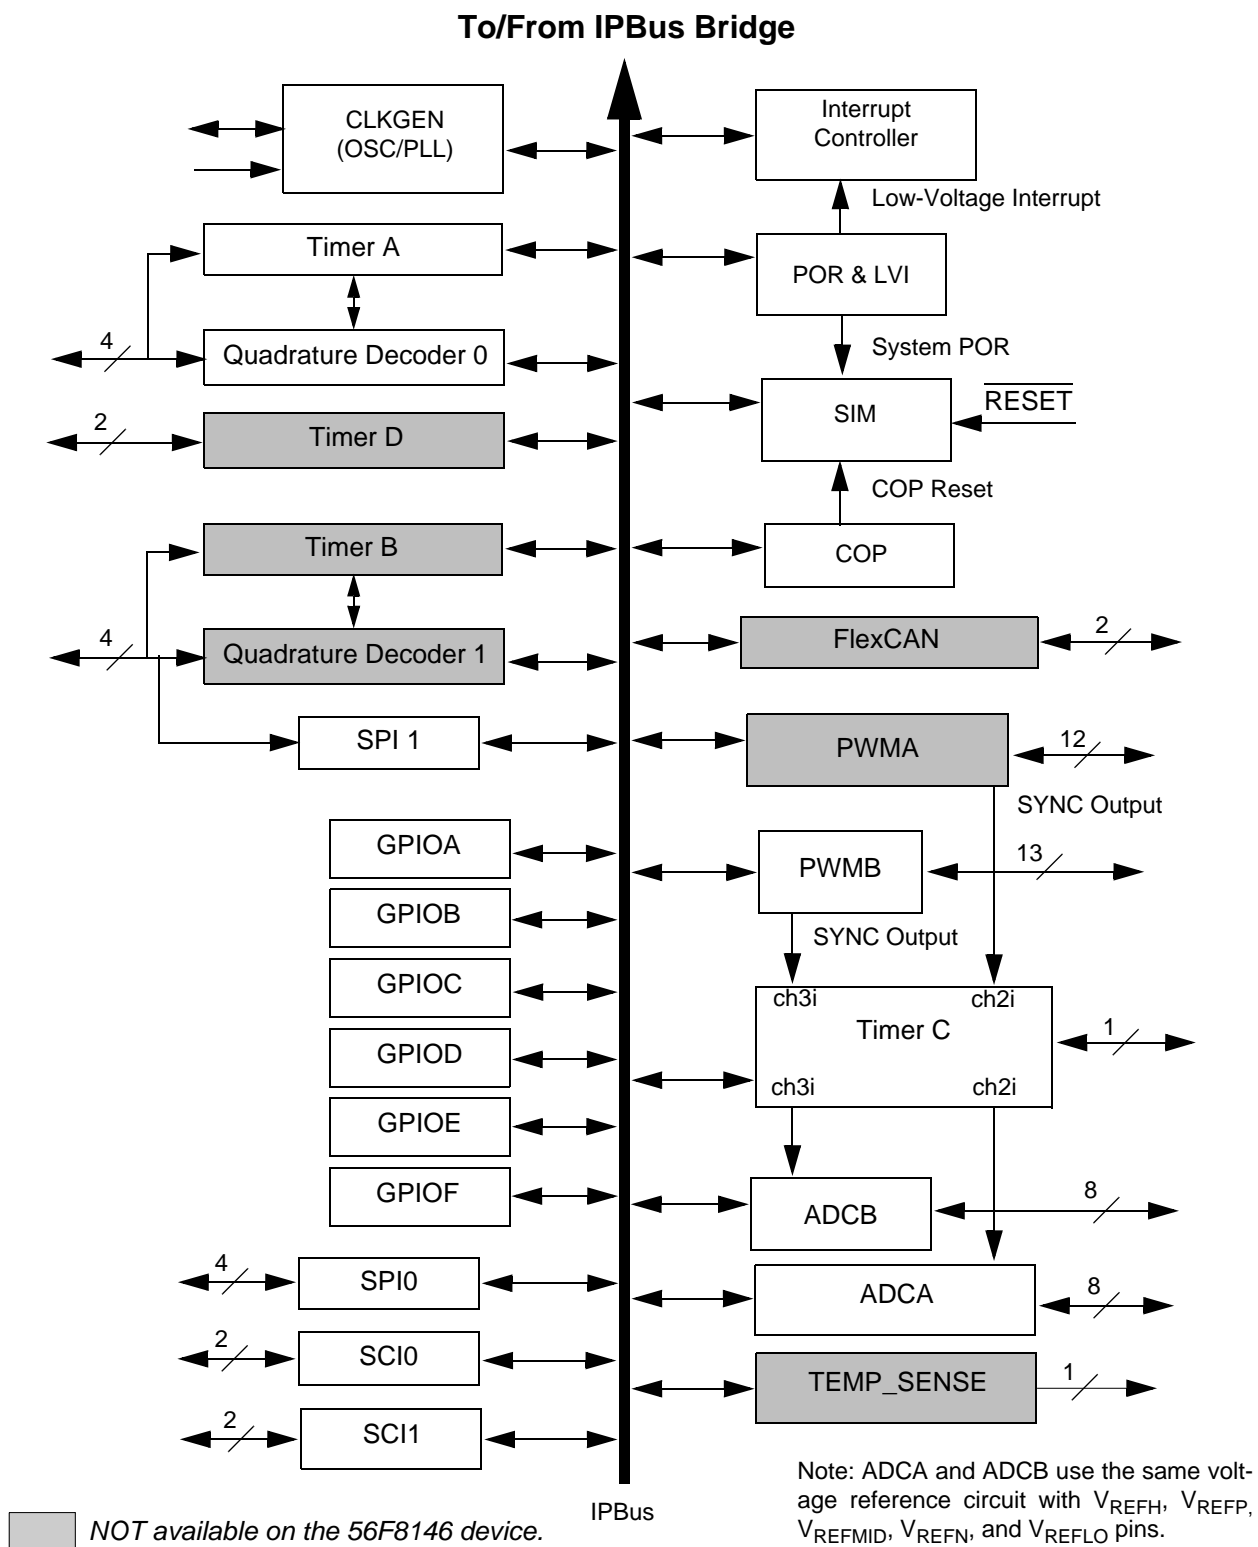 To/From IPBus Bridge
CLKGEN
(OSC/PLL)
Interrupt
Controller
Low-Voltage Interrupt
Timer A
POR & LVI
4
Quadrature Decoder 0
System POR
2
Timer D
SIM
RESET
COP Reset
Timer B
COP
4
Quadrature Decoder 1
FlexCAN
2
SPI 1
PWMA
12
SYNC Output
GPIOA
PWMB
13
GPIOB
SYNC Output
GPIOC
ch3i
ch2i
Timer C
1
GPIOD
ch3i
ch2i
GPIOE
GPIOF
ADCB
8
4
SPI0
ADCA
8
2
SCI0
TEMP_SENSE
1
2
SCI1
Note: ADCA and ADCB use the same volt-
age reference circuit with VREFH, VREFP,
VREFMID, VREFN, and VREFLO pins.
IPBus
NOT available on the 56F8146 device.